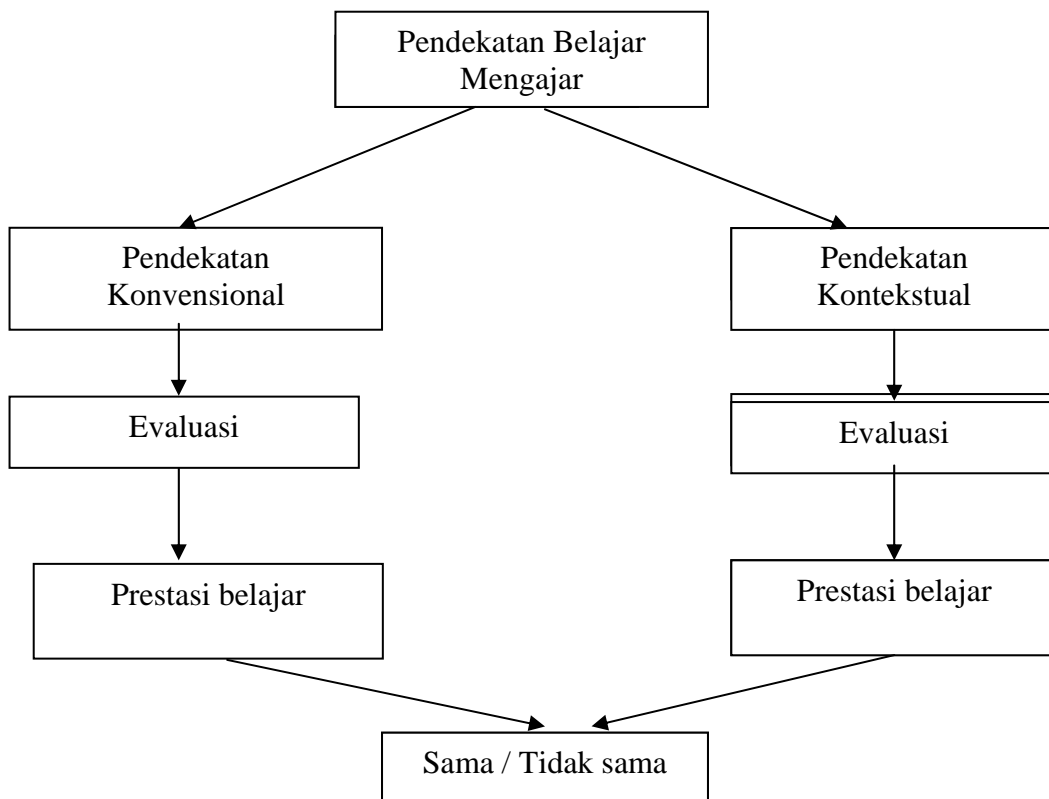 Pendekatan Belajar
Mengajar
Pendekatan
Konvensional
Pendekatan
Kontekstual
Evaluasi
Evaluasi
Prestasi belajar
Prestasi belajar
Sama / Tidak sama